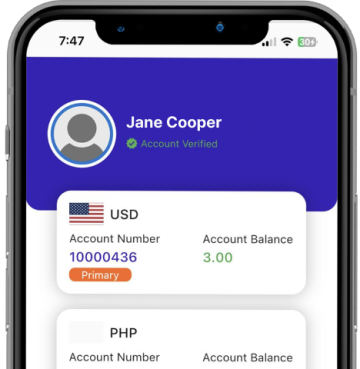 7:47
30+
Jane Cooper
Account Verified
USD
Account Number Account Balance
10000436 3.00
Primary
PHP
Account Number Account Balance